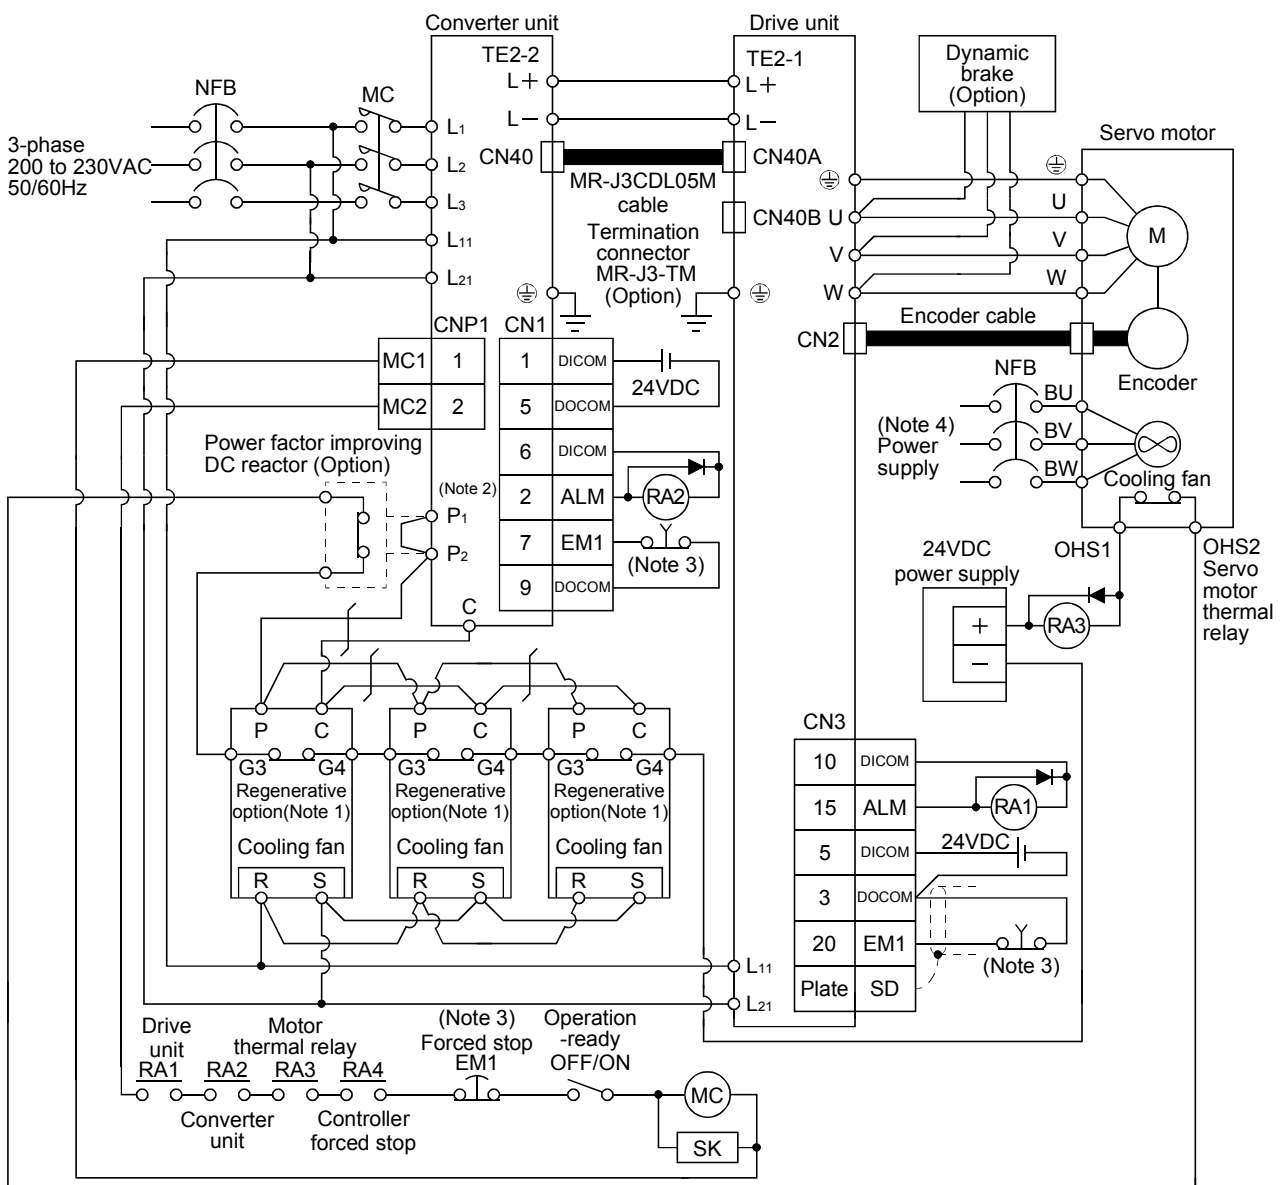 Converter unit
Drive unit
TE2-2
TE2-1
Dynamic
brake
(Option)
NFB
MC
L+
L+
L−
L−
Servo motor
3-phase
200 to 230VAC
50/60Hz
L1
L2
L3
L11
L21
CN40
CN40A
MR-J3CDL05M
cable
CN40B
Termination
connector
MR-J3-TM
(Option)
U
V
W
U
V
W
M
CN2
Encoder cable
Encoder
CNP1
CN1
MC1
1
MC2
2
1
DICOM
24VDC
5
DOCOM
6
DICOM
2
ALM
RA2
7
EM1
(Note 3)
9
DOCOM
NFB
BU
BV
BW
(Note 4)
Power
supply
Cooling fan
Power factor improving
DC reactor (Option)
(Note 2)
P1
P2
C
24VDC
power supply
+
−
RA3
OHS1
OHS2
Servo
motor
thermal
relay
P
C
P
C
P
C
G3
G4
G3
G4
G3
G4
Regenerative
option(Note 1)
Regenerative
option(Note 1)
Regenerative
option(Note 1)
Cooling fan
Cooling fan
Cooling fan
R
S
R
S
R
S
CN3
10
DICOM
15
ALM
RA1
5
DICOM
24VDC
3
DOCOM
20
EM1
(Note 3)
Plate
SD
L11
L21
Drive
unit
RA1
RA2
Converter
unit
Motor
thermal relay
RA3
RA4
Controller
forced stop
(Note 3)
Forced stop
EM1
Operation
-ready
OFF/ON
MC
SK